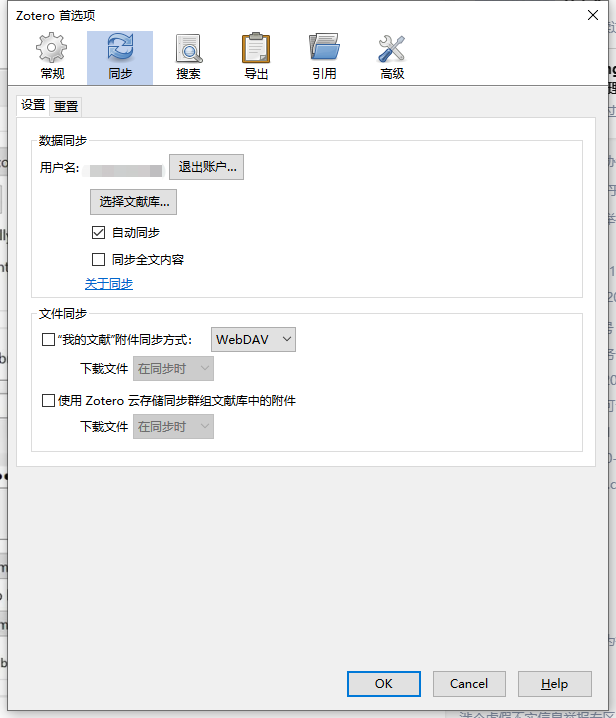 Zotero 首选项
常规 同步 搜索 导出 引用 高级
设置 重置
数据同步
用户名: 退出账户...
选择文献库...
自动同步
同步全文内容
关于同步
文件同步
“我的文献”附件同步方式: WebDAV
下载文件 在同步时
使用 Zotero 云存储同步群组文献库中的附件
下载文件 在同步时
OK Cancel Help